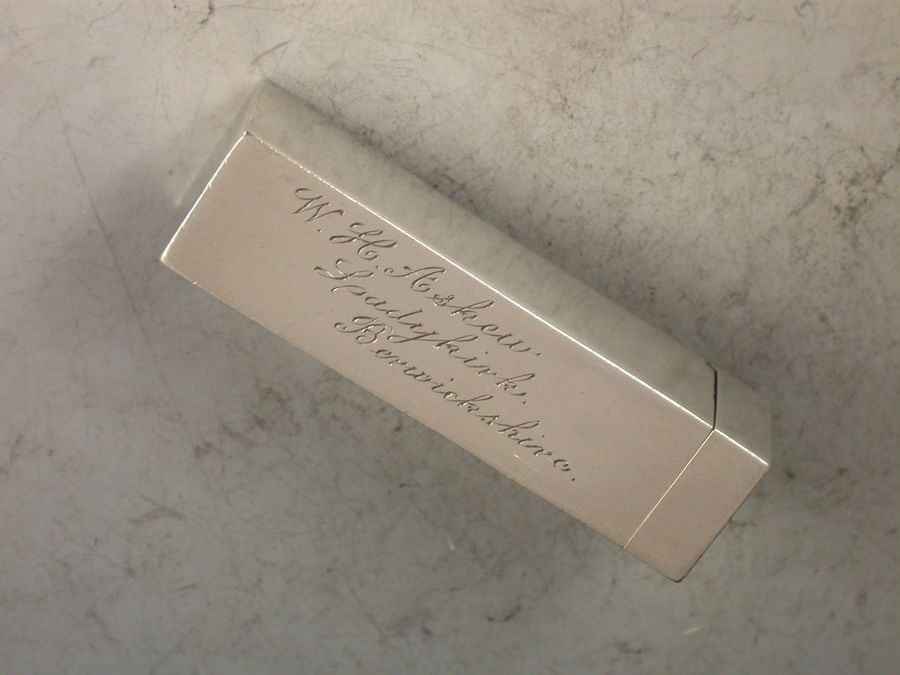 W. H. Askew.
Ladykirk.
Berwickshire.